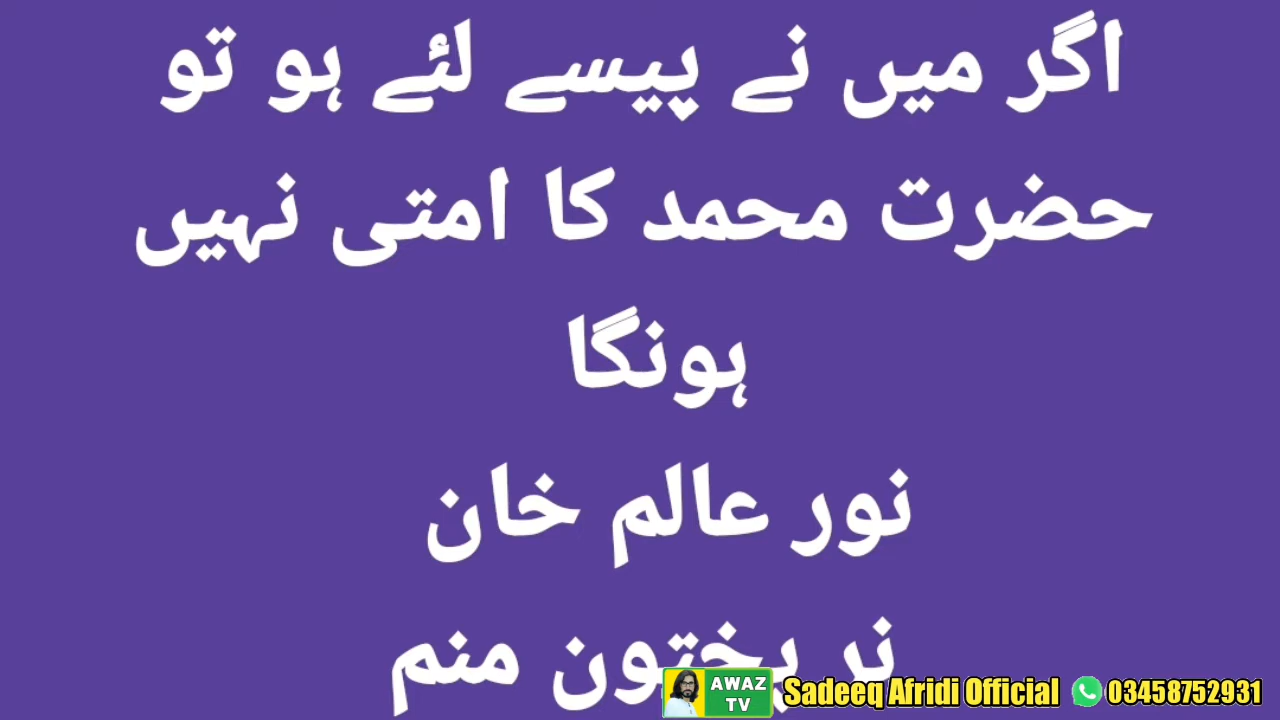 اگر میں نے پیسے لئے ہو تو
حضرت محمد کا امتی نہیں
ہونگا
نور عالم خان
نر پختون منم
AWAZ
TV
Sadeeq Afridi Official 03458752931